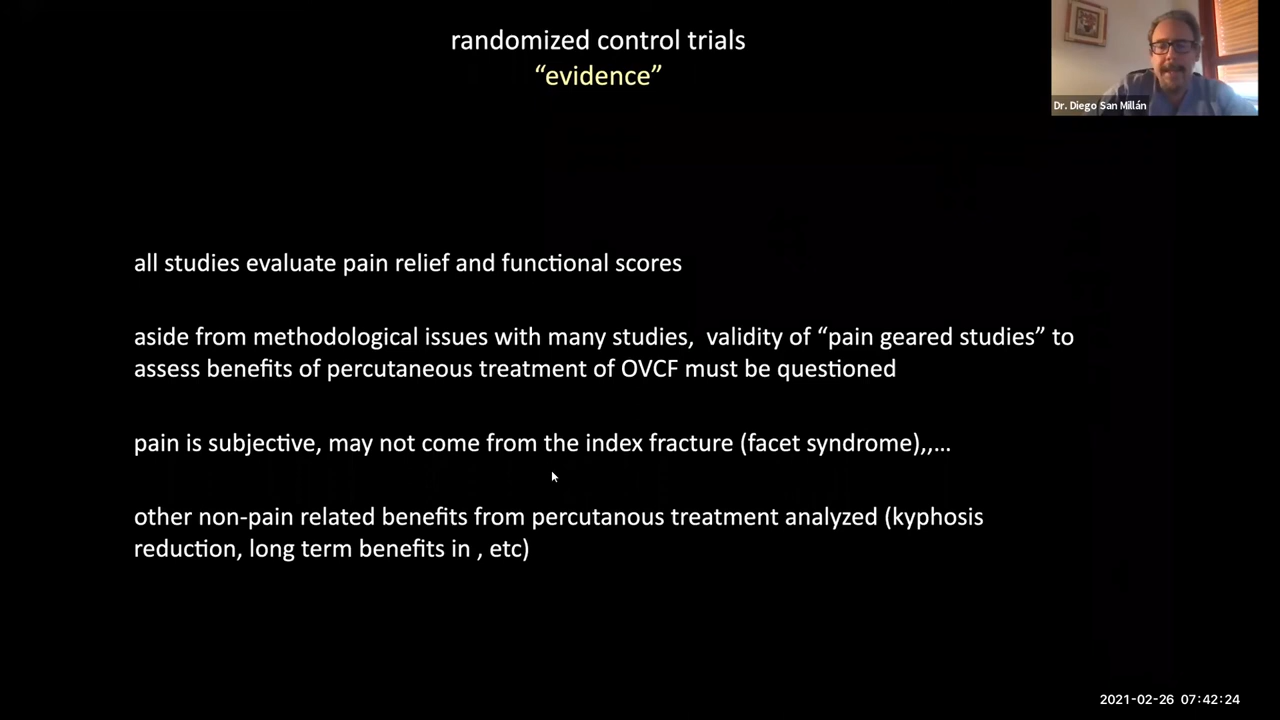 randomized control trials
“evidence”
Dr. Diego San Millán
all studies evaluate pain relief and functional scores
aside from methodological issues with many studies,  validity of “pain geared studies” to
assess benefits of percutaneous treatment of OVCF must be questioned
pain is subjective, may not come from the index fracture (facet syndrome),,…
other non-pain related benefits from percutanous treatment analyzed (kyphosis
reduction, long term benefits in , etc)
2021-02-26 07:42:24